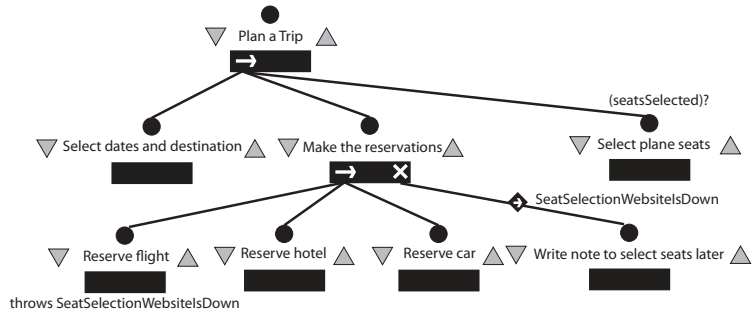 Plan a Trip
(seatsSelected)?
Select dates and destination
Make the reservations
Select plane seats
SeatSelectionWebsiteIsDown
Reserve flight
Reserve hotel
Reserve car
Write note to select seats later
throws SeatSelectionWebsiteIsDown